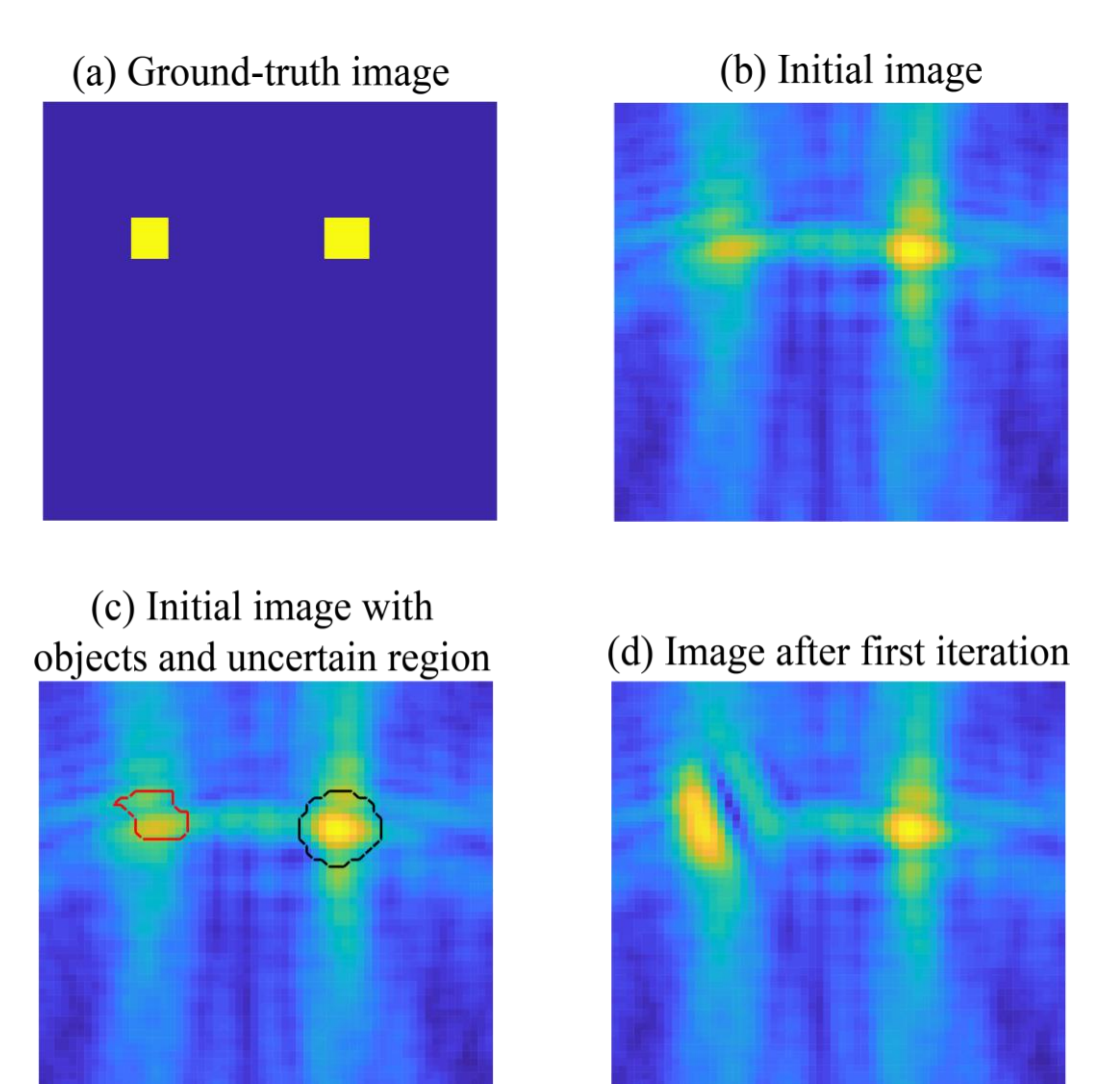 (a) Ground-truth image
(b) Initial image
(c) Initial image with
objects and uncertain region
(d) Image after first iteration